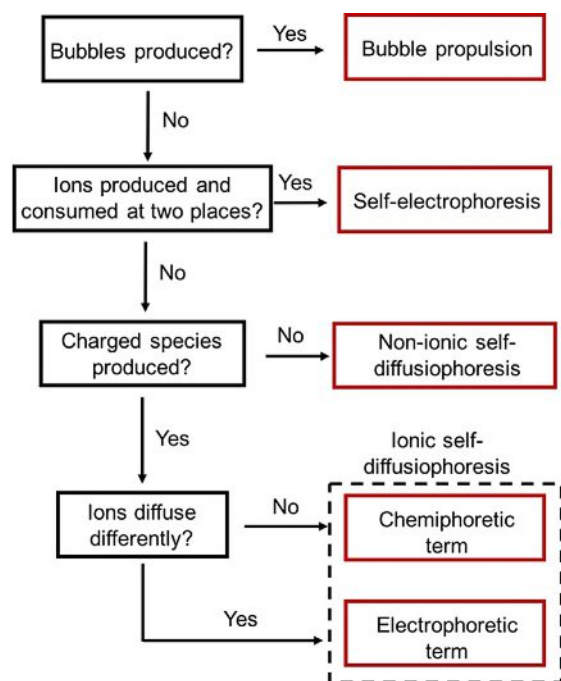 Bubbles produced?
Yes
Bubble propulsion
No
Ions produced and
consumed at two places?
Yes
Self-electrophoresis
No
Charged species
produced?
No
Non-ionic self-
diffusiophoresis
Yes
Ionic self-
diffusiophoresis
Ions diffuse
differently?
No
Chemiphoretic
term
Yes
Electrophoretic
term